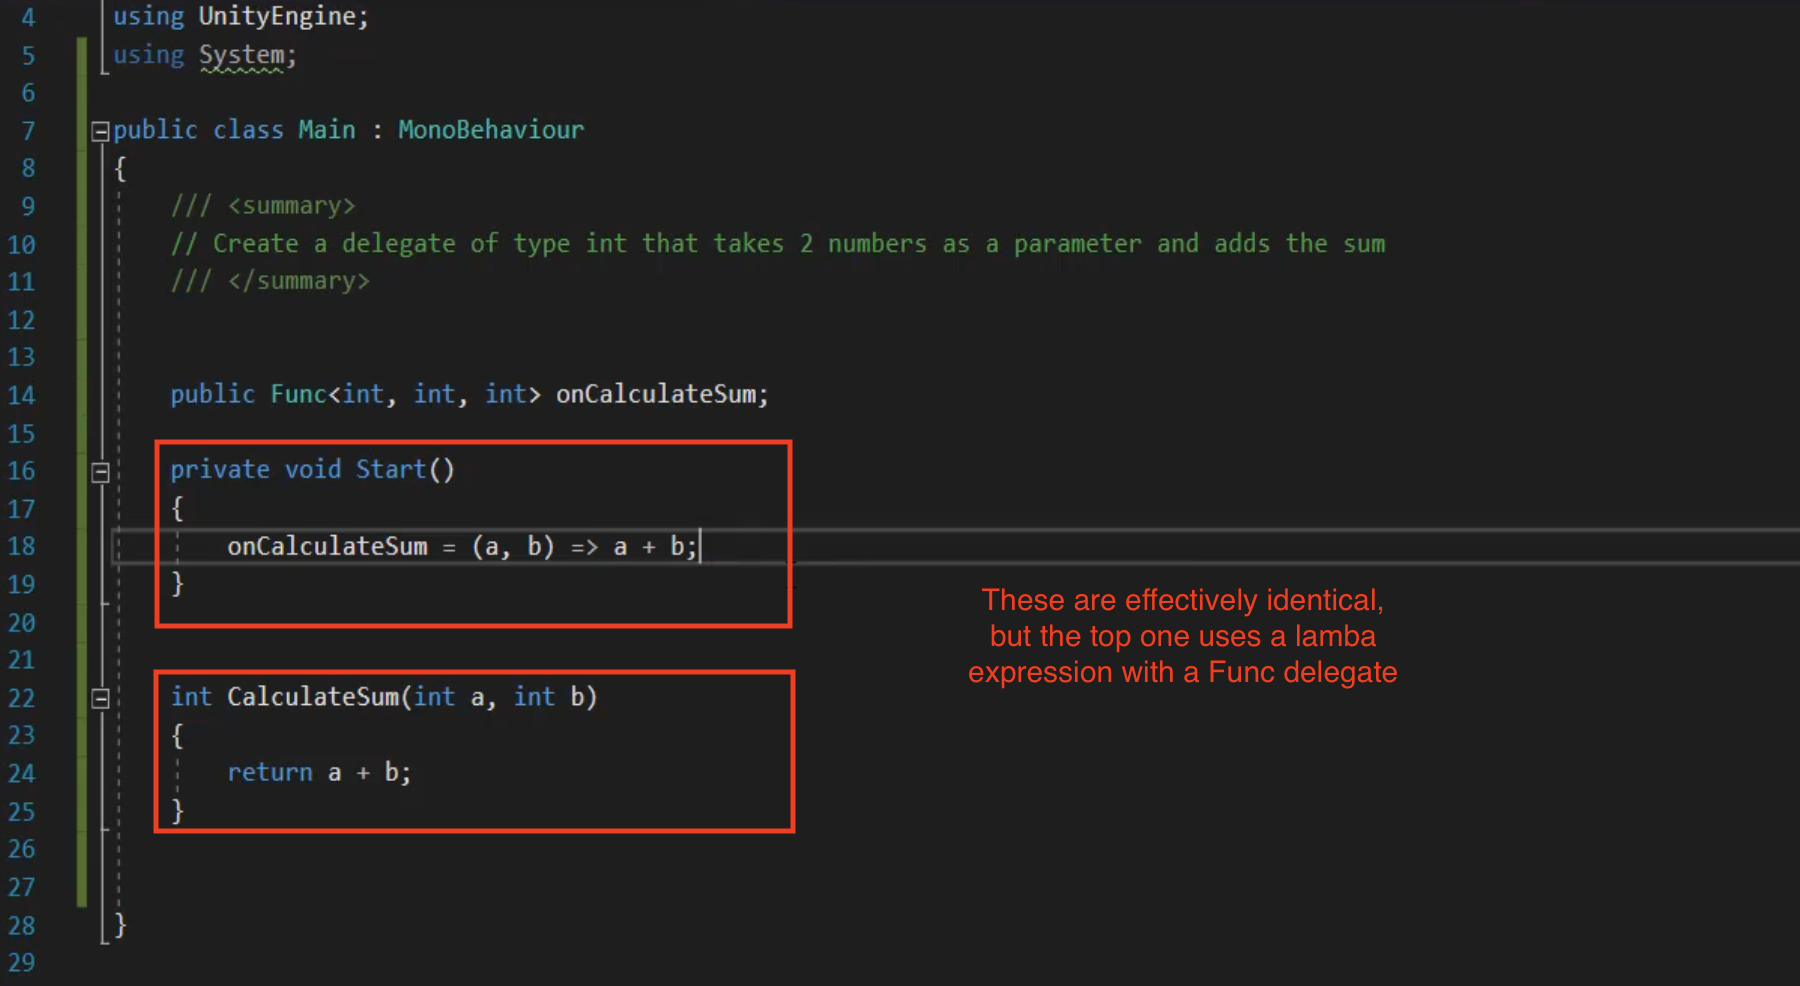 4 using UnityEngine;
5 using System;
6
7 public class Main : MonoBehaviour
8 {
9 /// <summary>
10 // Create a delegate of type int that takes 2 numbers as a parameter and adds the sum
11 /// </summary>
12
13
14 public Func<int, int, int> onCalculateSum;
15
16 private void Start()
17 {
18 onCalculateSum = (a, b) => a + b;
19 }
20
21
22 int CalculateSum(int a, int b)
23 {
24 return a + b;
25 }
26
27
28 }
29
These are effectively identical,
but the top one uses a lamba
expression with a Func delegate